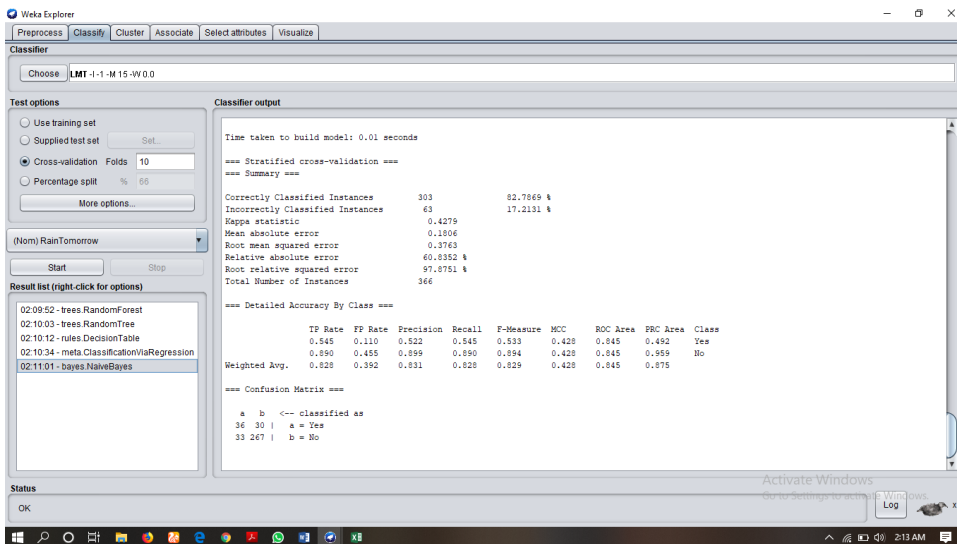 Weka Explorer
Preprocess Classify Cluster Associate Select attributes Visualize
Classifier
Choose LMT -I -1 -M 15 -W 0.0
Test options
Use training set
Supplied test set Set...
Cross-validation Folds 10
Percentage split % 66
More options...
(Nom) RainTomorrow
Start Stop
Result list (right-click for options)
02:09:52 - trees.RandomForest
02:10:03 - trees.RandomTree
02:10:12 - rules.DecisionTable
02:10:34 - meta.ClassificationViaRegression
02:11:01 - bayes.NaiveBayes
Classifier output
Time taken to build model: 0.01 seconds
=== Stratified cross-validation ===
=== Summary ===
Correctly Classified Instances 303 82.7869 %
Incorrectly Classified Instances 63 17.2131 %
Kappa statistic 0.4279
Mean absolute error 0.1806
Root mean squared error 0.3763
Relative absolute error 60.8352 %
Root relative squared error 97.8751 %
Total Number of Instances 366
=== Detailed Accuracy By Class ===
TP Rate FP Rate Precision Recall F-Measure MCC ROC Area PRC Area Class
0.545 0.110 0.522 0.545 0.533 0.428 0.845 0.492 Yes
0.890 0.455 0.899 0.890 0.894 0.428 0.845 0.959 No
Weighted Avg. 0.828 0.392 0.831 0.828 0.829 0.428 0.845 0.875
=== Confusion Matrix ===
a b <-- classified as
36 30 | a = Yes
33 267 | b = No
Activate Windows
Go to Settings to activate Windows.
Status
OK
Log
x
2:13 AM